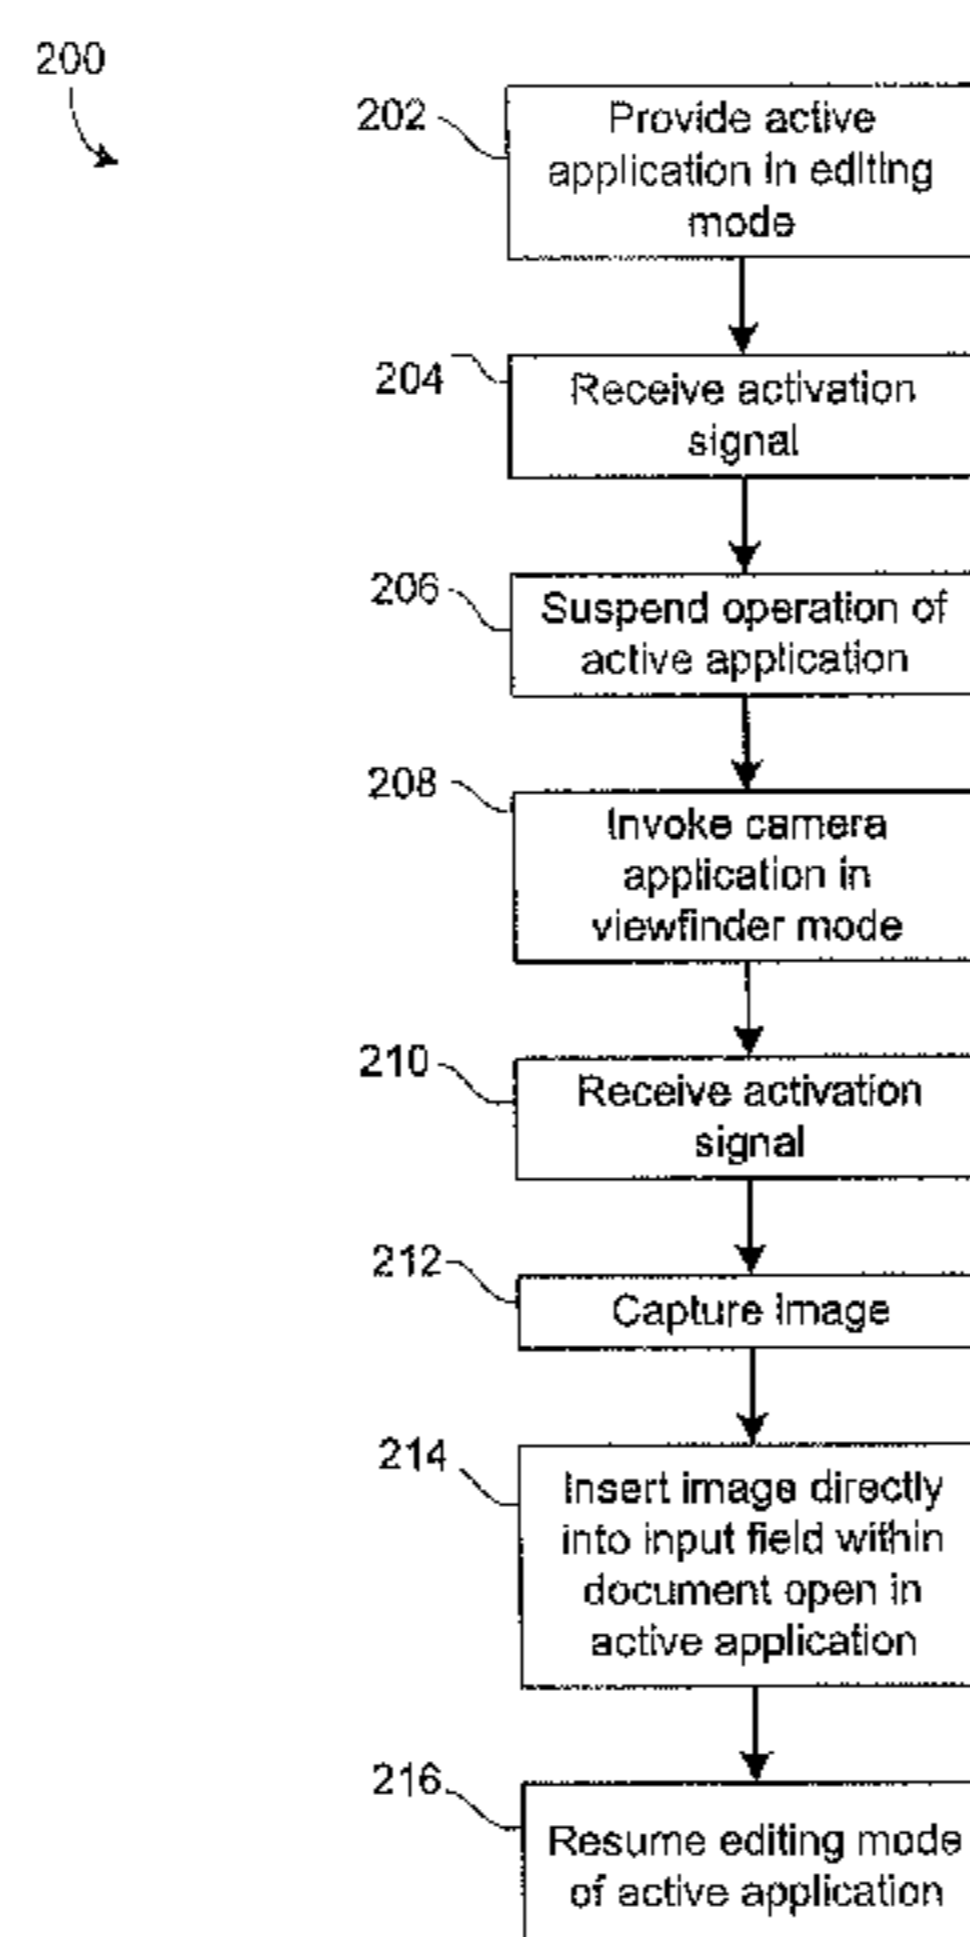 200
202
Provide active
application in editing
mode
204
Receive activation
signal
206
Suspend operation of
active application
208
Invoke camera
application in
viewfinder mode
210
Receive activation
signal
212
Capture image
214
Insert image directly
into input field within
document open in
active application
216
Resume editing mode
of active application